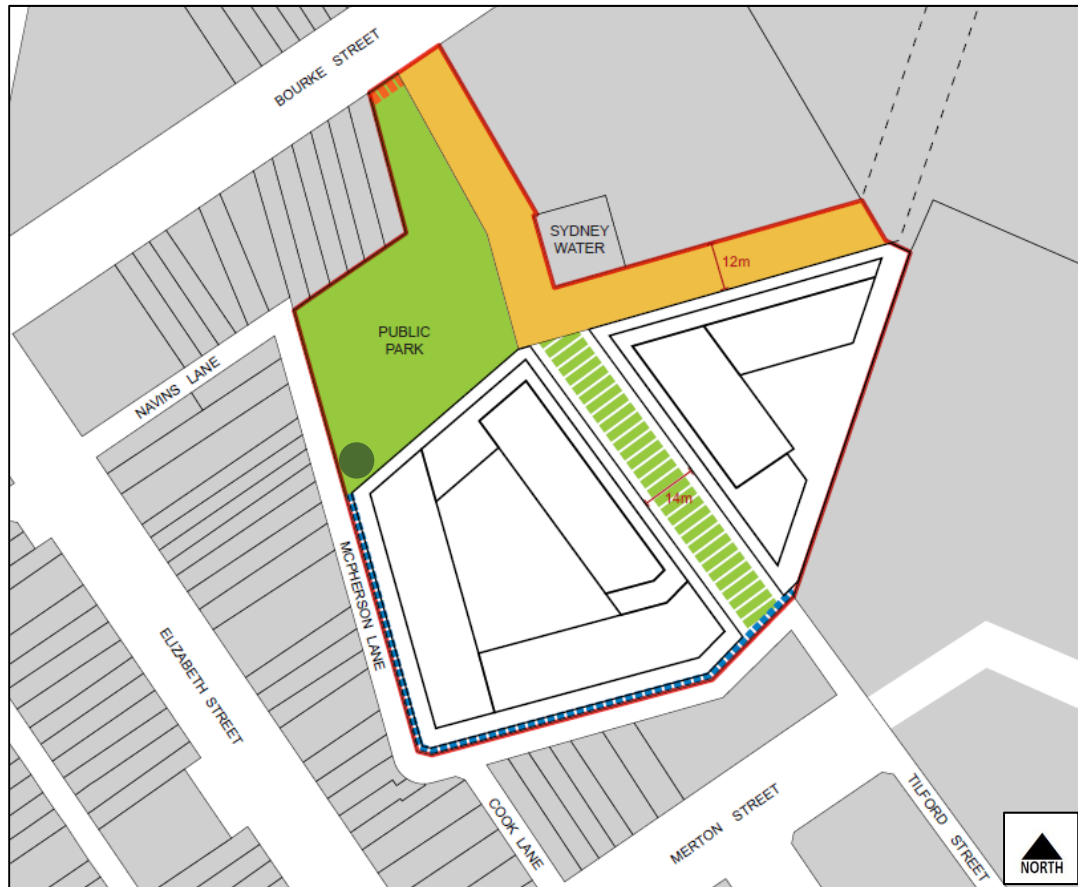 BOURKE STREET
SYDNEY
WATER
12m
PUBLIC
PARK
NAVINS LANE
14m
MCPHERSON LANE
ELIZABETH STREET
COOK LANE
MERTON STREET
TILFORD STREET
NORTH